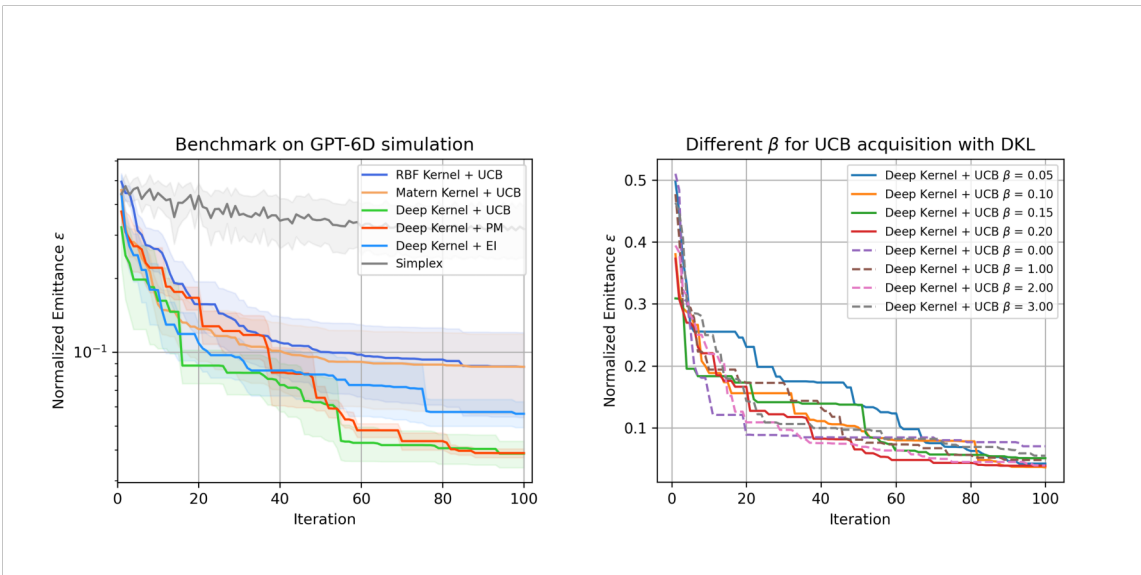 Benchmark on GPT-6D simulation
Normalized Emittance ε
10⁻¹
RBF Kernel + UCB
Matern Kernel + UCB
Deep Kernel + UCB
Deep Kernel + PM
Deep Kernel + EI
Simplex
0 20 40 60 80 100
Iteration
Different β for UCB acquisition with DKL
Normalized Emittance ε
0.5
0.4
0.3
0.2
0.1
Deep Kernel + UCB β = 0.05
Deep Kernel + UCB β = 0.10
Deep Kernel + UCB β = 0.15
Deep Kernel + UCB β = 0.20
Deep Kernel + UCB β = 0.00
Deep Kernel + UCB β = 1.00
Deep Kernel + UCB β = 2.00
Deep Kernel + UCB β = 3.00
0 20 40 60 80 100
Iteration